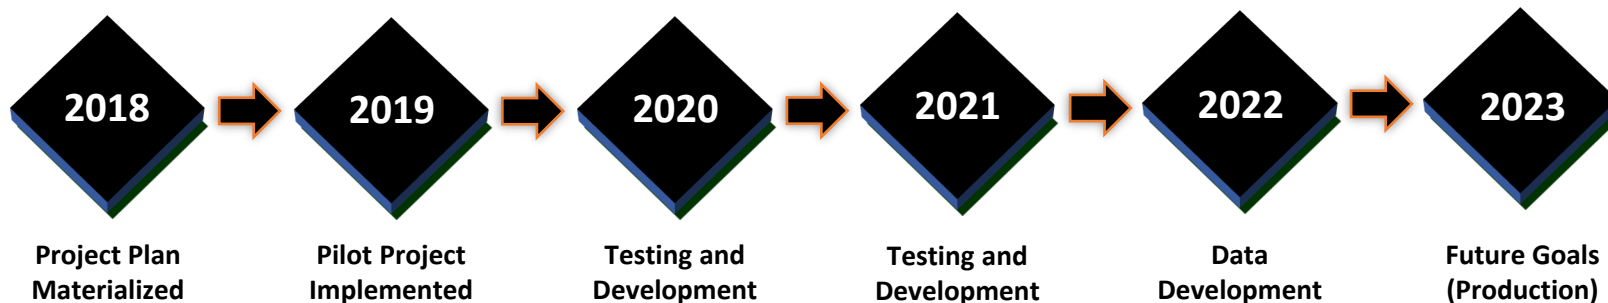 2018
2019
2020
2021
2022
2023
Project Plan
Materialized
Pilot Project
Implemented
Testing and
Development
Testing and
Development
Data
Development
Future Goals
(Production)